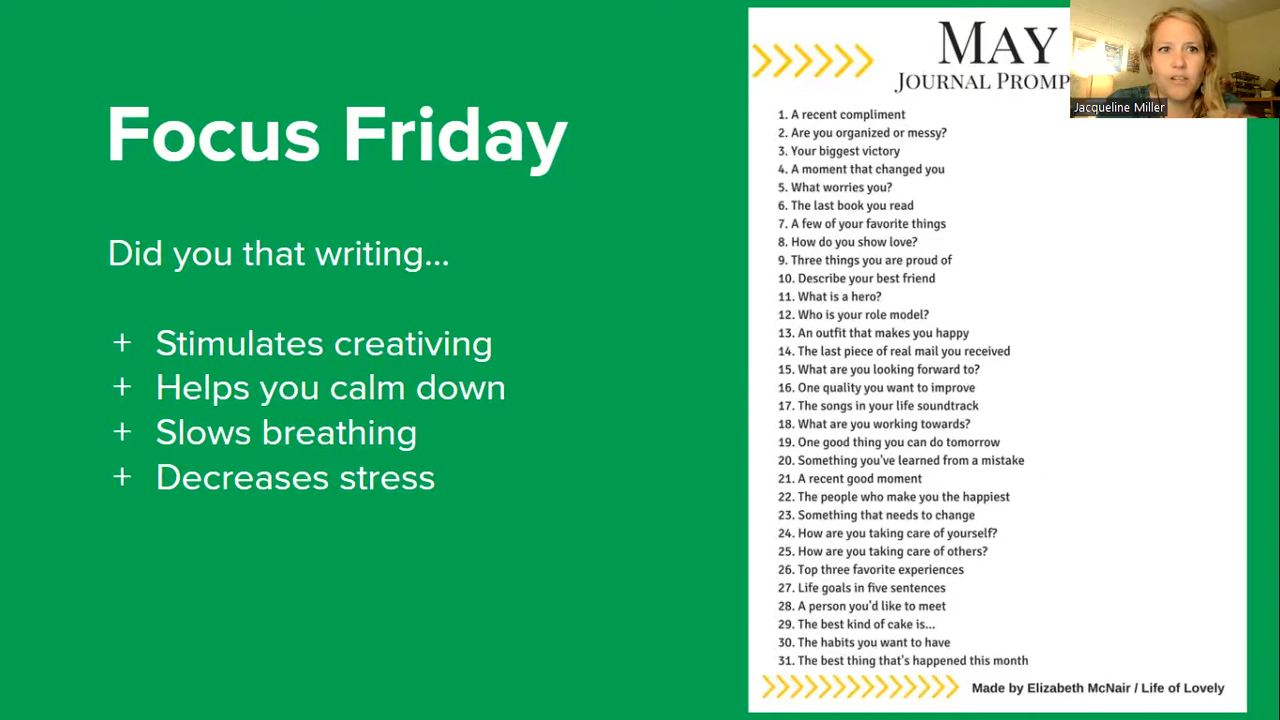 Focus Friday
Did you that writing...
+ Stimulates creativing
+ Helps you calm down
+ Slows breathing
+ Decreases stress
MAY
JOURNAL PROMP
Jacqueline Miller
1. A recent compliment
2. Are you organized or messy?
3. Your biggest victory
4. A moment that changed you
5. What worries you?
6. The last book you read
7. A few of your favorite things
8. How do you show love?
9. Three things you are proud of
10. Describe your best friend
11. What is a hero?
12. Who is your role model?
13. An outfit that makes you happy
14. The last piece of real mail you received
15. What are you looking forward to?
16. One quality you want to improve
17. The songs in your life soundtrack
18. What are you working towards?
19. One good thing you can do tomorrow
20. Something you've learned from a mistake
21. A recent good moment
22. The people who make you the happiest
23. Something that needs to change
24. How are you taking care of yourself?
25. How are you taking care of others?
26. Top three favorite experiences
27. Life goals in five sentences
28. A person you'd like to meet
29. The best kind of cake is...
30. The habits you want to have
31. The best thing that's happened this month
Made by Elizabeth McNair / Life of Lovely